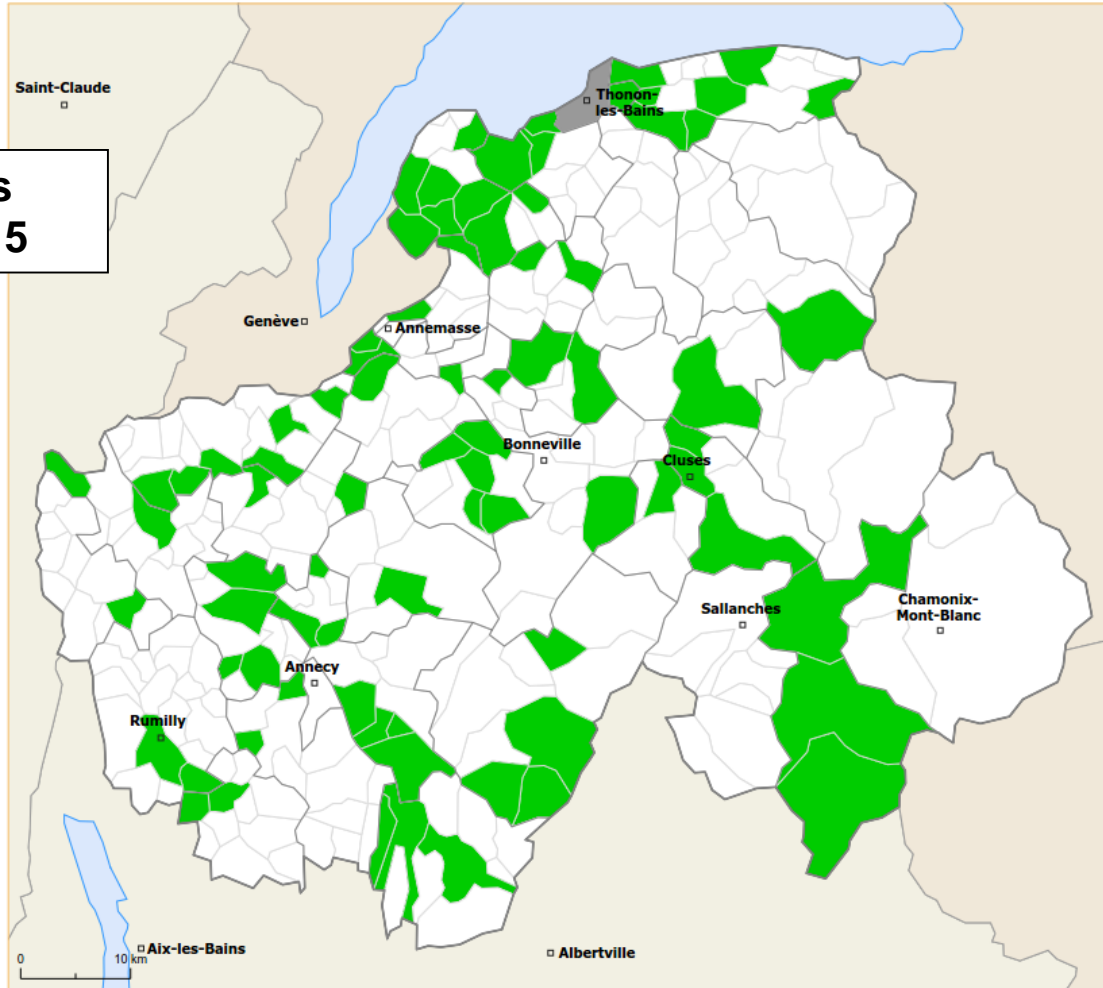 Saint-Claude
Thonon-
les-Bains
s
5
Genève
Annemasse
Bonneville
Cluses
Chamonix-
Mont-Blanc
Sallanches
Annecy
Rumilly
Aix-les-Bains
Albertville
0 10 km